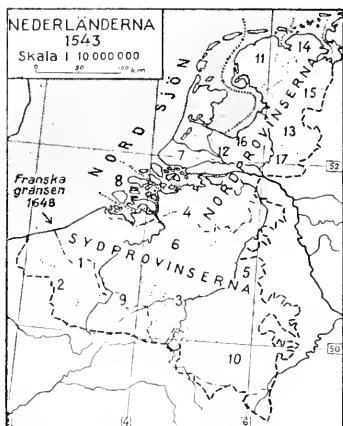 NEDERLÄNDERNA
1543
Skala 1 10 000 000
0 50 100 km
NORDSJÖN
NORDPROVINSERNA
SYDPROVINSERNA
Franska
gränsen
1648
11
14
15
13
16
12
17
7
8
4
6
5
1
2
9
3
10
52
50
4
6